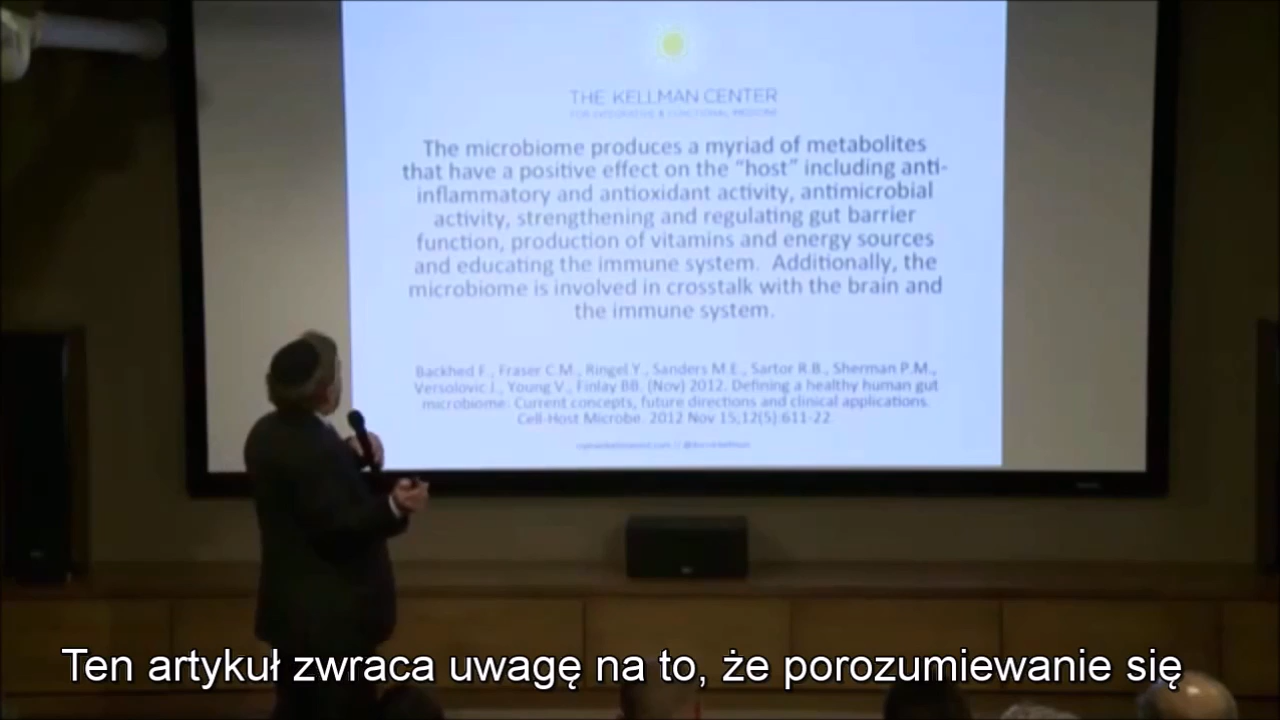 THE KELLMAN CENTER
FOR INTEGRATIVE & FUNCTIONAL MEDICINE
The microbiome produces a myriad of metabolites
that have a positive effect on the “host” including anti-
inflammatory and antioxidant activity, antimicrobial
activity, strengthening and regulating gut barrier
function, production of vitamins and energy sources
and educating the immune system. Additionally, the
microbiome is involved in crosstalk with the brain and
the immune system.
Backhed F., Fraser C.M., Ringel Y., Sanders M.E., Sartor R.B., Sherman P.M.,
Versolovic J., Young V., Finlay BB. (Nov) 2012. Defining a healthy human gut
microbiome: Current concepts, future directions and clinical applications.
Cell-Host Microbe. 2012 Nov 15;12(5):611-22
Ten artykuł zwraca uwagę na to, że porozumiewanie się